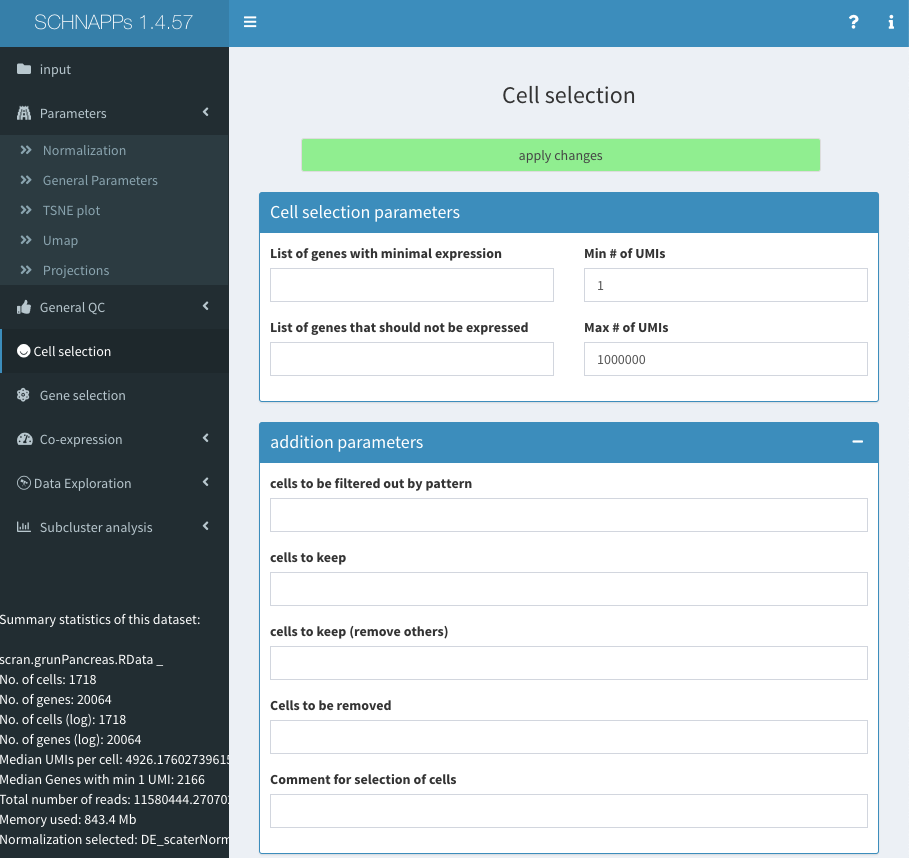 SCHNAPPs 1.4.57
input
Parameters
Normalization
General Parameters
TSNE plot
Umap
Projections
General QC
Cell selection
Gene selection
Co-expression
Data Exploration
Subcluster analysis
Summary statistics of this dataset:
scran.grunPancreas.RData _
No. of cells: 1718
No. of genes: 20064
No. of cells (log): 1718
No. of genes (log): 20064
Median UMIs per cell: 4926.1760273961
Median Genes with min 1 UMI: 2166
Total number of reads: 11580444.27070
Memory used: 843.4 Mb
Normalization selected: DE_scaterNorm
?
Cell selection
apply changes
Cell selection parameters
List of genes with minimal expression
Min # of UMIs
1
List of genes that should not be expressed
Max # of UMIs
1000000
addition parameters
cells to be filtered out by pattern
cells to keep
cells to keep (remove others)
Cells to be removed
Comment for selection of cells